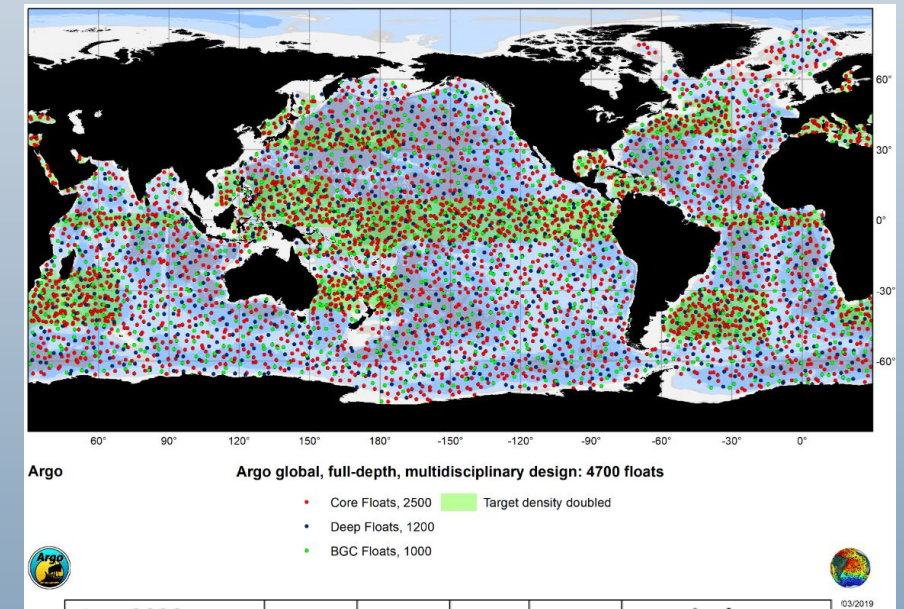 60°
30°
0°
-30°
-60°
60° 90° 120° 150° 180° -150° -120° -90° -60° -30° 0°
Argo
Argo global, full-depth, multidisciplinary design: 4700 floats
Core Floats, 2500 Target density doubled
Deep Floats, 1200
BGC Floats, 1000
Argo
/03/2019